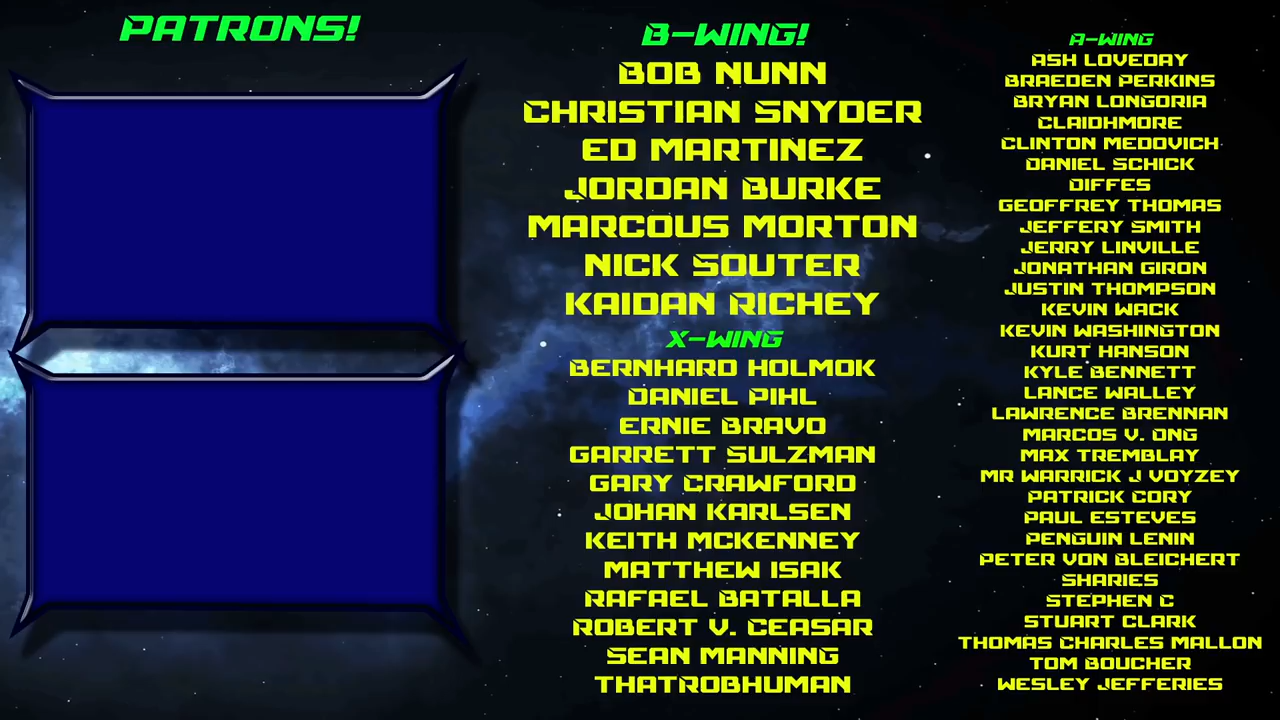 PATRONS!
B-WING!
BOB NUNN
CHRISTIAN SNYDER
ED MARTINEZ
JORDAN BURKE
MARCOUS MORTON
NICK SOUTER
KAIDAN RICHEY
X-WING
BERNHARD HOLMOK
DANIEL PIHL
ERNIE BRAVO
GARRETT SULZMAN
GARY CRAWFORD
JOHAN KARLSEN
KEITH MCKENNEY
MATTHEW ISAK
RAFAEL BATALLA
ROBERT V. CEASAR
SEAN MANNING
THATROBHUMAN
A-WING
ASH LOVEDAY
BRAEDEN PERKINS
BRYAN LONGORIA
CLAIDHMORE
CLINTON MEDOVICH
DANIEL SCHICK
DIFFES
GEOFFREY THOMAS
JEFFERY SMITH
JERRY LINVILLE
JONATHAN GIRON
JUSTIN THOMPSON
KEVIN WACK
KEVIN WASHINGTON
KURT HANSON
KYLE BENNETT
LANCE WALLEY
LAWRENCE BRENNAN
MARCOS V. ONG
MAX TREMBLAY
MR WARRICK J VOYZEY
PATRICK CORY
PAUL ESTEVES
PENGUIN LENIN
PETER VON BLEICHERT
SHARIES
STEPHEN C
STUART CLARK
THOMAS CHARLES MALLON
TOM BOUCHER
WESLEY JEFFERIES